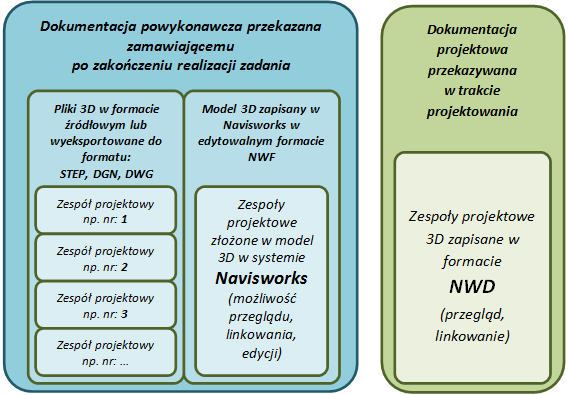 Dokumentacja powykonawcza przekazana
zamawiającemu
po zakończeniu realizacji zadania
Pliki 3D w formacie
źródłowym lub
wyeksportowane do
formatu:
STEP, DGN, DWG
Zespół projektowy
np. nr: 1
Zespół projektowy
np. nr: 2
Zespół projektowy
np. nr: 3
Zespół projektowy
np. nr: ...
Model 3D zapisany w
Navisworks w
edytowalnym formacie
NWF
Zespoły
projektowe
złożone w model
3D w systemie
Navisworks
(możliwość
przeglądu,
linkowania,
edycji)
Dokumentacja
projektowa
przekazywana
w trakcie
projektowania
Zespoły projektowe
3D zapisane w
formacie
NWD
(przegląd,
linkowanie)